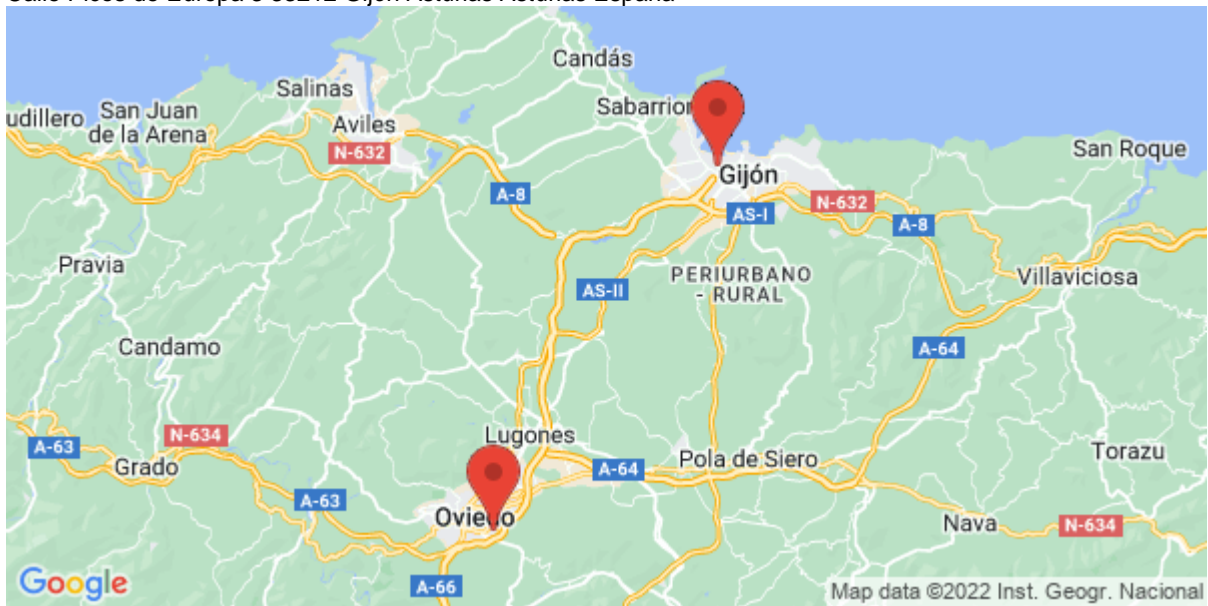 Candás
Salinas
Sabarrio
San Juan
de la Arena
udillero
Aviles
N-632
San Roque
Gijón
A-8
N-632
AS-I
A-8
Pravia
PERIURBANO
- RURAL
Villaviciosa
AS-II
Candamo
A-64
N-634
Lugones
A-63
Grado
A-64
Pola de Siero
Torazu
A-63
Oviedo
Nava
N-634
A-66
Google
Map data ©2022 Inst. Geogr. Nacional